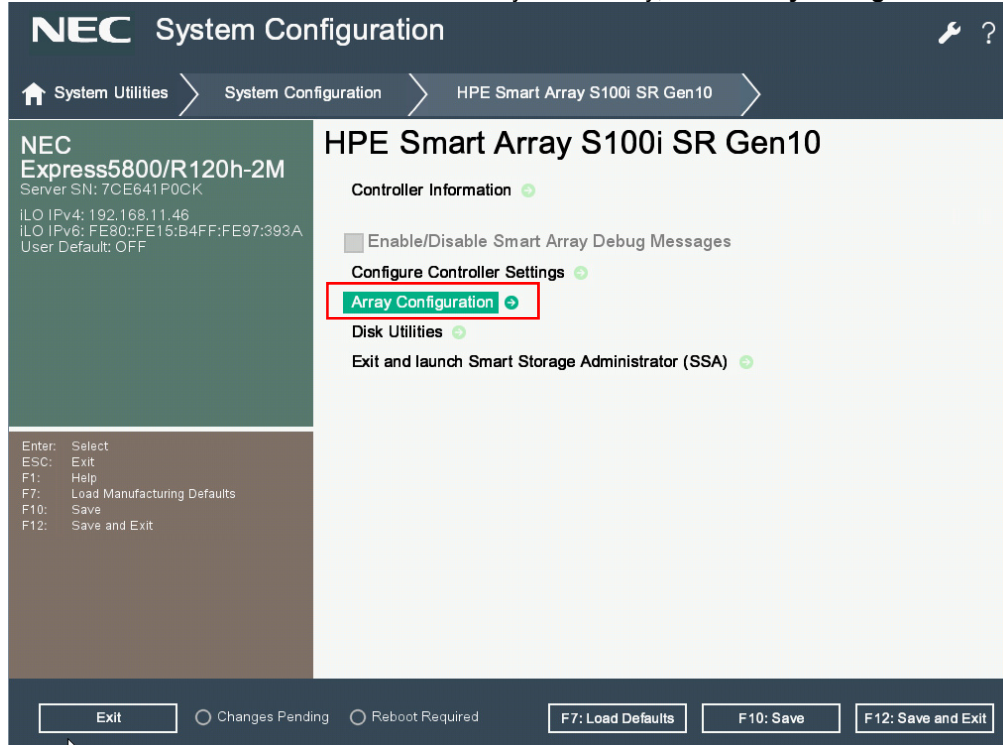 NEC System Configuration
?
System Utilities System Configuration HPE Smart Array S100i SR Gen10
NEC
Express5800/R120h-2M
Server SN: 7CE641P0CK
iLO IPv4: 192.168.11.46
iLO IPv6: FE80::FE15:B4FF:FE97:393A
User Default: OFF
Enter: Select
ESC: Exit
F1: Help
F7: Load Manufacturing Defaults
F10: Save
F12: Save and Exit
HPE Smart Array S100i SR Gen10
Controller Information
Enable/Disable Smart Array Debug Messages
Configure Controller Settings
Array Configuration
Disk Utilities
Exit and launch Smart Storage Administrator (SSA)
Exit Changes Pending Reboot Required F7: Load Defaults F10: Save F12: Save and Exit